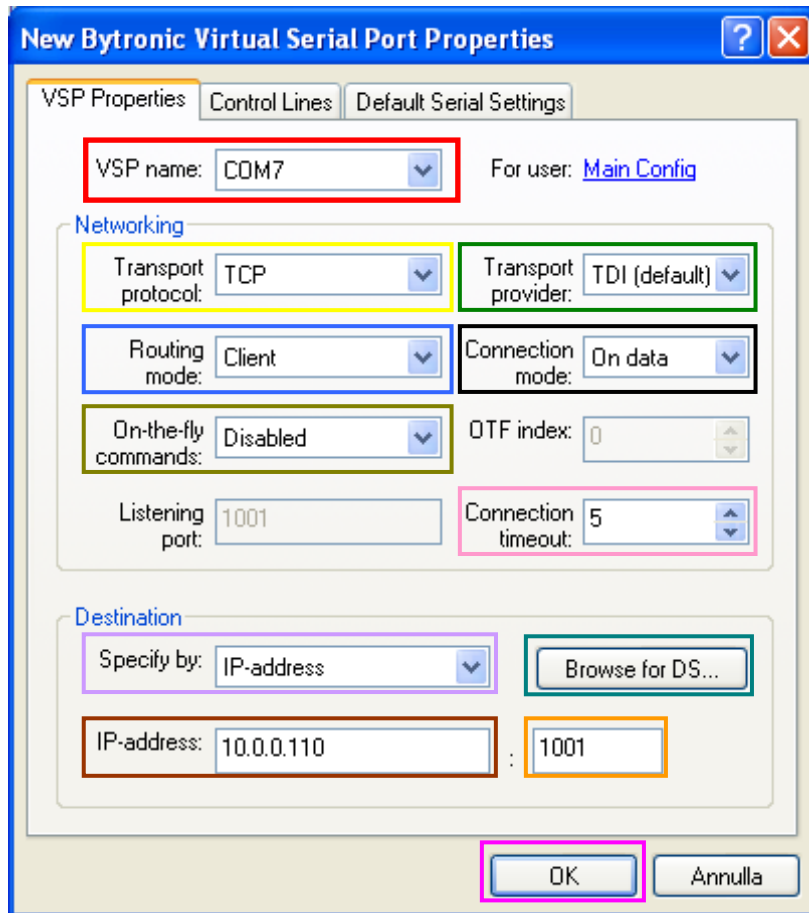 New Bytronic Virtual Serial Port Properties
VSP Properties Control Lines Default Serial Settings
VSP name: COM7 For user: Main Config
Networking
Transport protocol: TCP Transport provider: TDI (default)
Routing mode: Client Connection mode: On data
On-the-fly commands: Disabled OTF index: 0
Listening port: 1001 Connection timeout: 5
Destination
Specify by: IP-address Browse for DS...
IP-address: 10.0.0.110 : 1001
OK Annulla